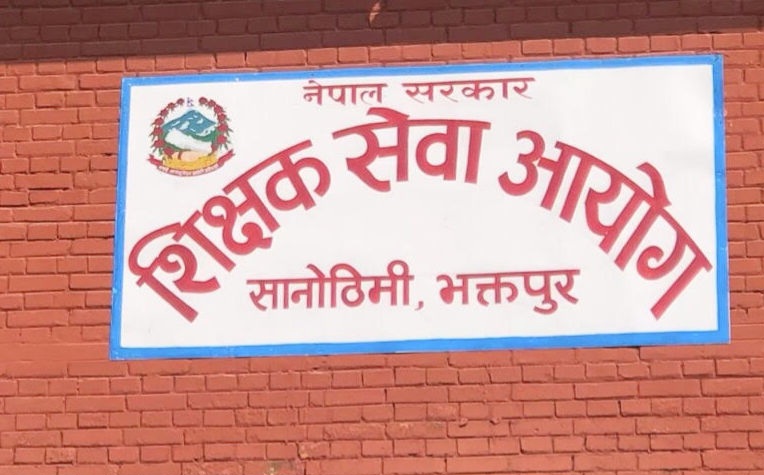 नेपाल सरकार
शिक्षक सेवा आयोग
सानोठिमी, भक्तपुर